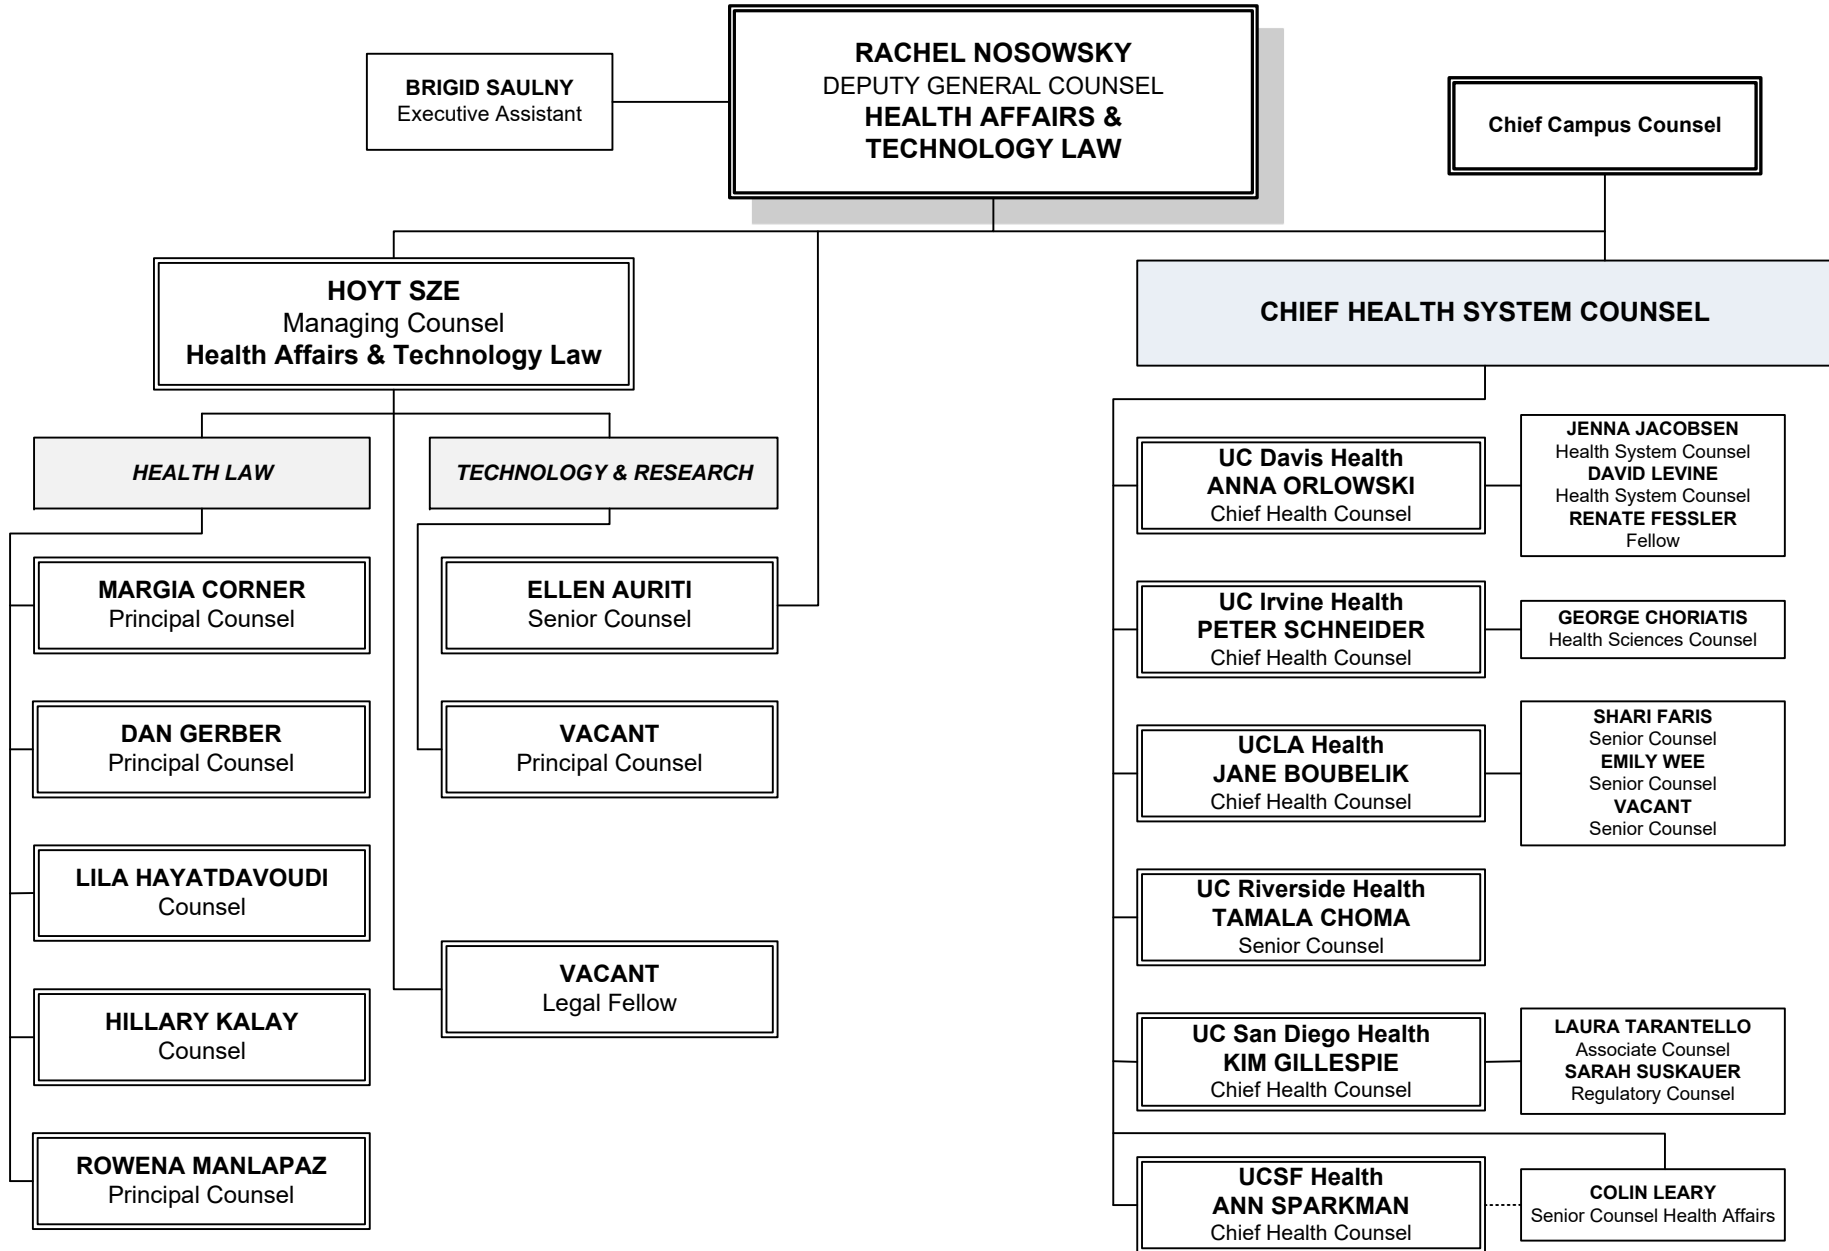 RACHEL NOSOWSKY
DEPUTY GENERAL COUNSEL
HEALTH AFFAIRS &
TECHNOLOGY LAW
BRIGID SAULNY
Executive Assistant
Chief Campus Counsel
HOYT SZE
Managing Counsel
Health Affairs & Technology Law
CHIEF HEALTH SYSTEM COUNSEL
HEALTH LAW
MARGIA CORNER
Principal Counsel
DAN GERBER
Principal Counsel
LILA HAYATDAVOUDI
Counsel
HILLARY KALAY
Counsel
ROWENA MANLAPAZ
Principal Counsel
TECHNOLOGY & RESEARCH
ELLEN AURITI
Senior Counsel
VACANT
Principal Counsel
VACANT
Legal Fellow
UC Davis Health
ANNA ORLOWSKI
Chief Health Counsel
JENNA JACOBSEN
Health System Counsel
DAVID LEVINE
Health System Counsel
RENATE FESSLER
Fellow
UC Irvine Health
PETER SCHNEIDER
Chief Health Counsel
GEORGE CHORIATIS
Health Sciences Counsel
UCLA Health
JANE BOUBELIK
Chief Health Counsel
SHARI FARIS
Senior Counsel
EMILY WEE
Senior Counsel
VACANT
Senior Counsel
UC Riverside Health
TAMALA CHOMA
Senior Counsel
UC San Diego Health
KIM GILLESPIE
Chief Health Counsel
LAURA TARANTELLO
Associate Counsel
SARAH SUSKAUER
Regulatory Counsel
UCSF Health
ANN SPARKMAN
Chief Health Counsel
COLIN LEARY
Senior Counsel Health Affairs